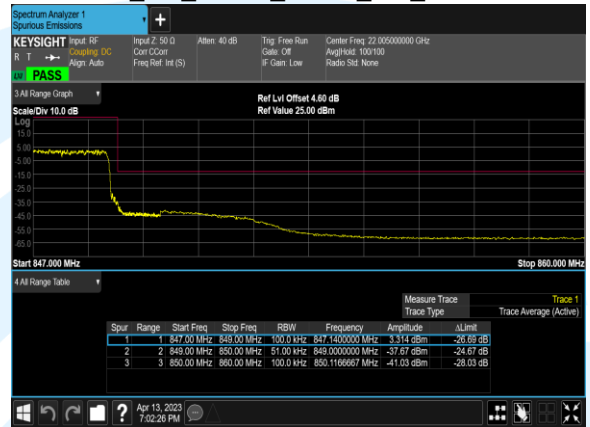 Spectrum Analyzer 1
Spurious Emissions
+
KEYSIGHT Input: RF Input Z: 50 Ω Atten: 40 dB Trig: Free Run Center Freq: 22.005000000 GHz
R T Coupling: DC Corr CCorr Gate: Off Avg|Hold: 100/100
Align: Auto Freq Ref: Int (S) IF Gain: Low Radio Std: None
LXI PASS
3 All Range Graph
Ref Lvl Offset 4.60 dB
Scale/Div 10.0 dB Ref Value 25.00 dBm
Log
15.0
5.00
-5.00
-15.0
-25.0
-35.0
-45.0
-55.0
-65.0
Start 847.000 MHz Stop 860.000 MHz
4 All Range Table
Measure Trace Trace 1
Trace Type Trace Average (Active)
Spur Range Start Freq Stop Freq RBW Frequency Amplitude ΔLimit
1 1 847.00 MHz 849.00 MHz 100.0 kHz 847.1400000 MHz 3.314 dBm -26.69 dB
2 2 849.00 MHz 850.00 MHz 51.00 kHz 849.0000000 MHz -37.67 dBm -24.67 dB
3 3 850.00 MHz 860.00 MHz 100.0 kHz 850.1166667 MHz -41.03 dBm -28.03 dB
? Apr 13, 2023
7:02:26 PM